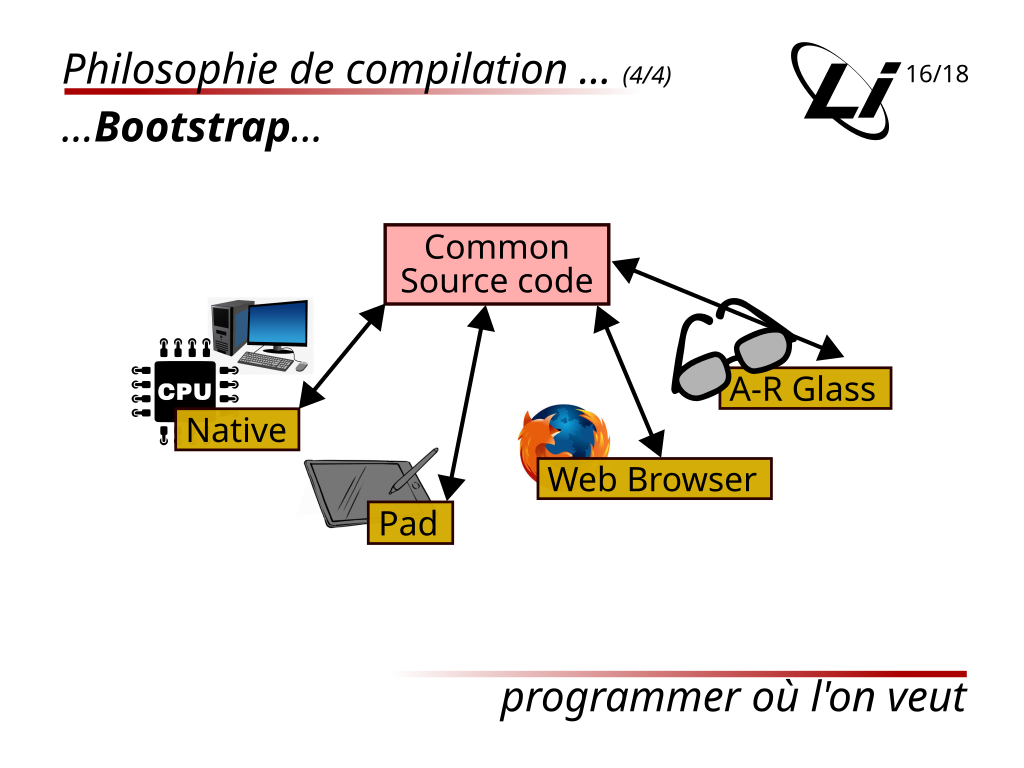 Philosophie de compilation ... (4/4)
Li
16/18
...Bootstrap...
Common
Source code
CPU
Native
A-R Glass
Web Browser
Pad
programmer où l'on veut